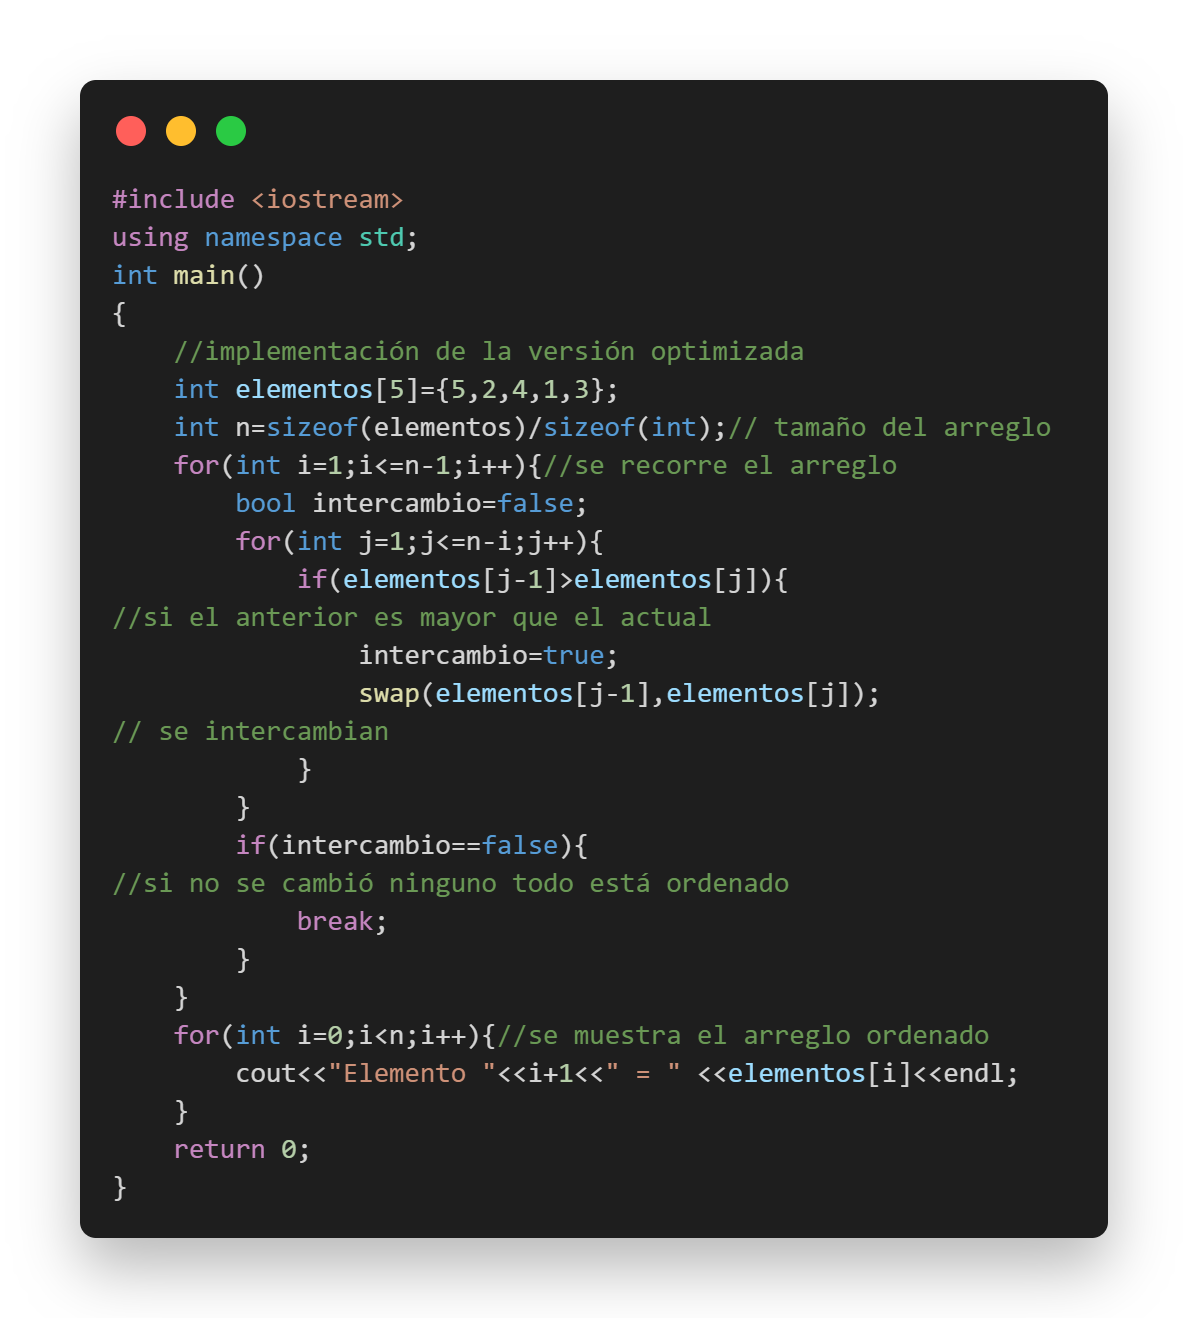 #include <iostream>
using namespace std;
int main()
{
    //implementación de la versión optimizada
    int elementos[5]={5,2,4,1,3};
    int n=sizeof(elementos)/sizeof(int);// tamaño del arreglo
    for(int i=1;i<=n-1;i++){//se recorre el arreglo
        bool intercambio=false;
        for(int j=1;j<=n-i;j++){
            if(elementos[j-1]>elementos[j]){
//si el anterior es mayor que el actual
                intercambio=true;
                swap(elementos[j-1],elementos[j]);
// se intercambian
            }
        }
        if(intercambio==false){
//si no se cambió ninguno todo está ordenado
            break;
        }
    }
    for(int i=0;i<n;i++){//se muestra el arreglo ordenado
        cout<<"Elemento "<<i+1<<" = " <<elementos[i]<<endl;
    }
    return 0;
}